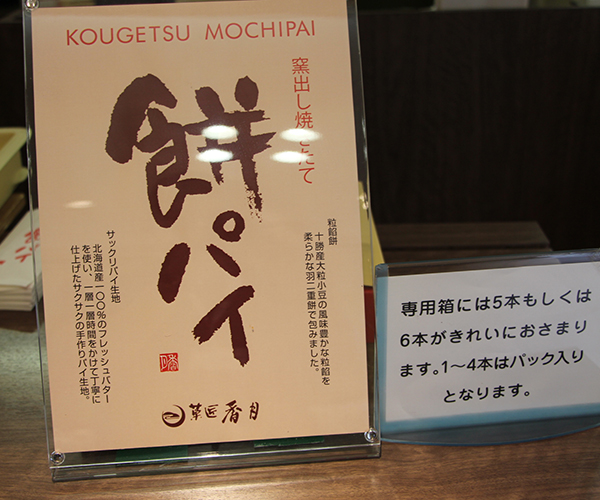 KOUGETSU MOCHIPAI
窯出し焼きたて
餅パイ
粒餡餅
十勝産大粒小豆の風味豊かな粒餡を
柔らかな羽二重餅で包みました。
サックリパイ生地
北海道産一〇〇%のフレッシュバター
を使い、一層一層時間をかけて丁寧に
仕上げたサクサクの手作りパイ生地。
菓匠香月
専用箱には5本もしくは
6本がきれいにおさまり
ます。1〜4本はパック入り
となります。